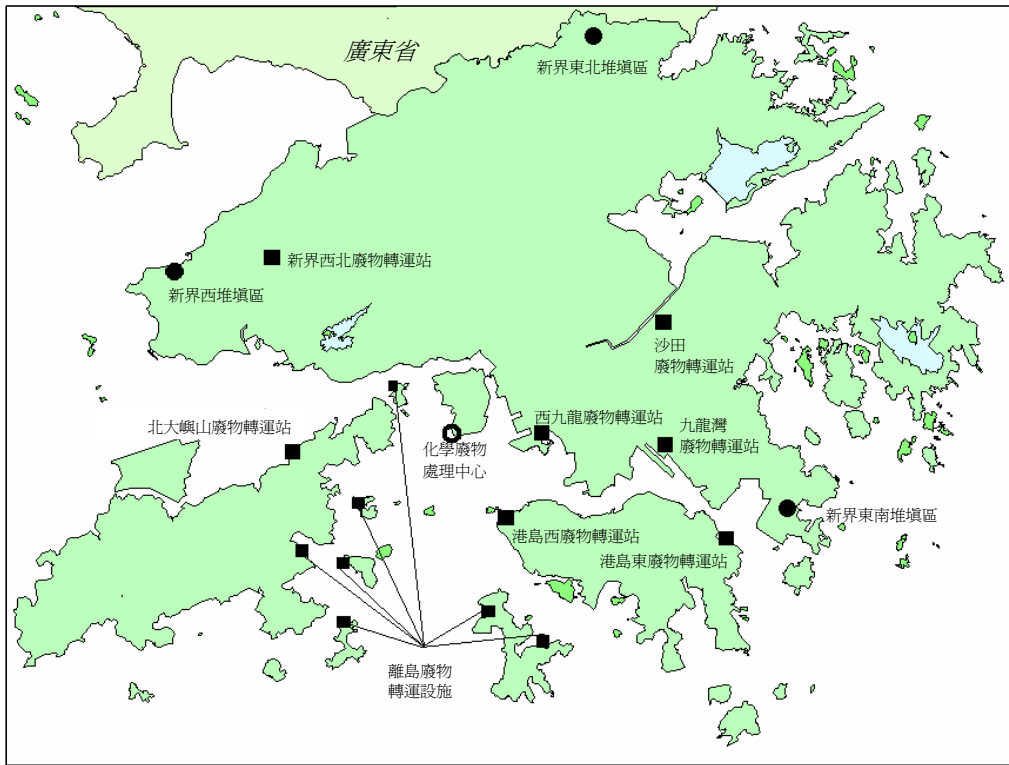 廣東省
新界東北堆填區
新界西北廢物轉運站
新界西堆填區
沙田
廢物轉運站
北大嶼山廢物轉運站
西九龍廢物轉運站
九龍灣
廢物轉運站
化學廢物
處理中心
新界東南堆填區
港島西廢物轉運站
港島東廢物轉運站
離島廢物
轉運設施